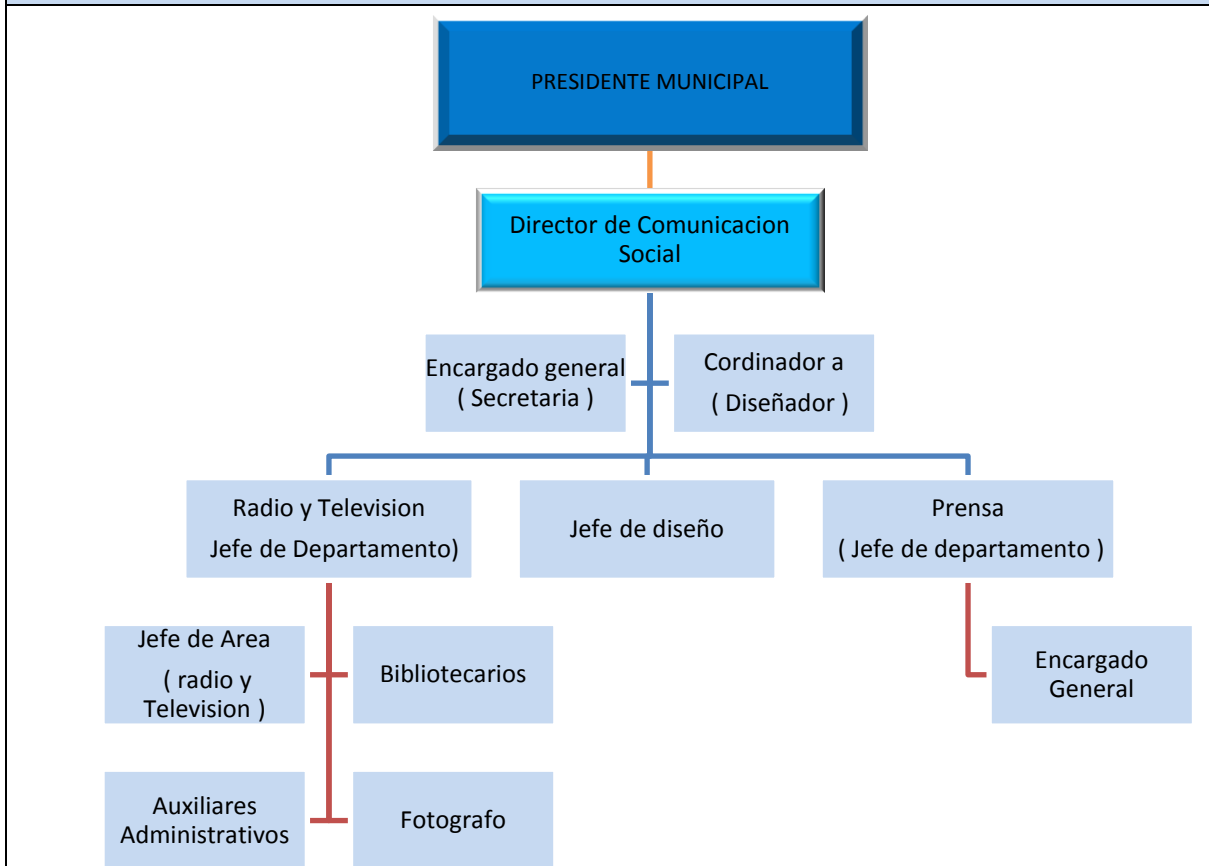 PRESIDENTE MUNICIPAL
Director de Comunicacion
Social
Encargado general
( Secretaria )
Cordinador a
( Diseñador )
Radio y Television
Jefe de Departamento)
Jefe de diseño
Prensa
( Jefe de departamento )
Jefe de Area
( radio y
Television )
Bibliotecarios
Encargado
General
Auxiliares
Administrativos
Fotografo